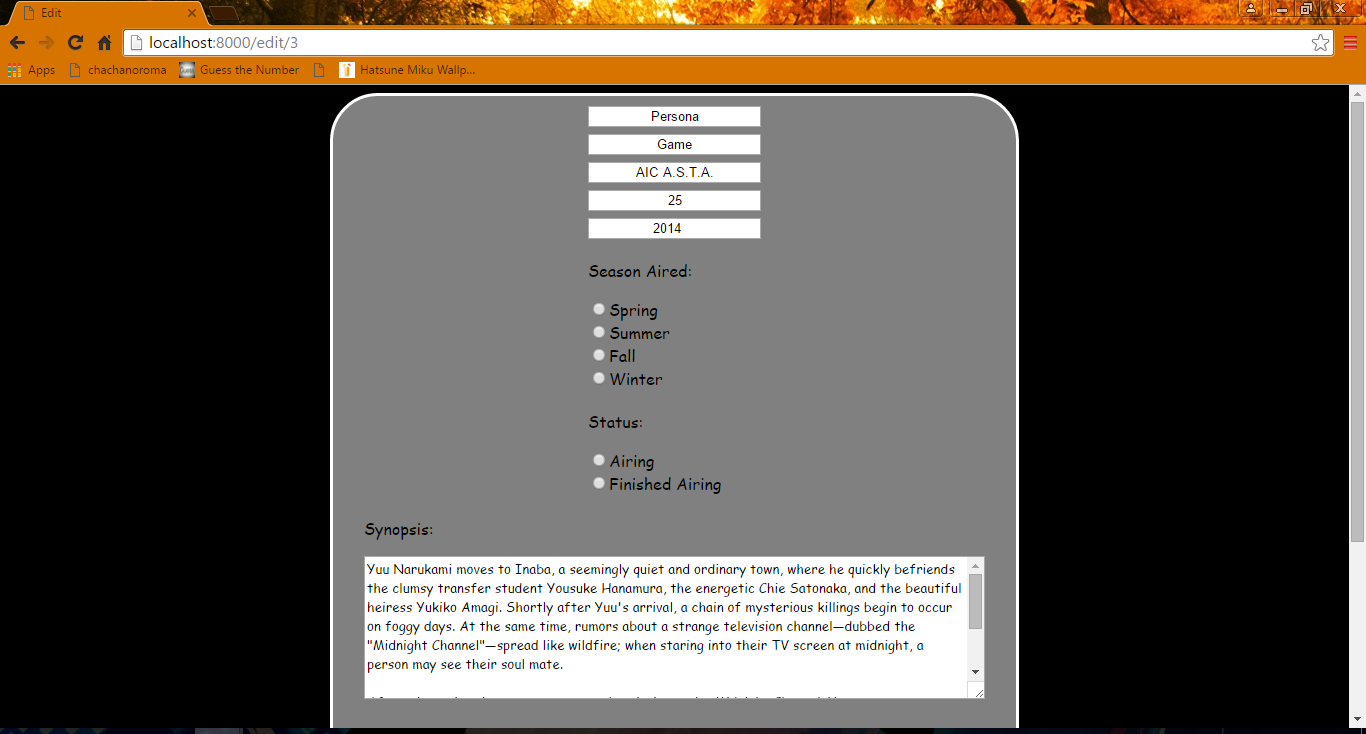 Edit
localhost:8000/edit/3
Apps chachanoroma Guess the Number Hatsune Miku Wallp...
Persona
Game
AIC A.S.T.A.
25
2014
Season Aired:
Spring
Summer
Fall
Winter
Status:
Airing
Finished Airing
Synopsis:
Yuu Narukami moves to Inaba, a seemingly quiet and ordinary town, where he quickly befriends
the clumsy transfer student Yousuke Hanamura, the energetic Chie Satonaka, and the beautiful
heiress Yukiko Amagi. Shortly after Yuu's arrival, a chain of mysterious killings begin to occur
on foggy days. At the same time, rumors about a strange television channel—dubbed the
"Midnight Channel"—spread like wildfire; when staring into their TV screen at midnight, a
person may see their soul mate.